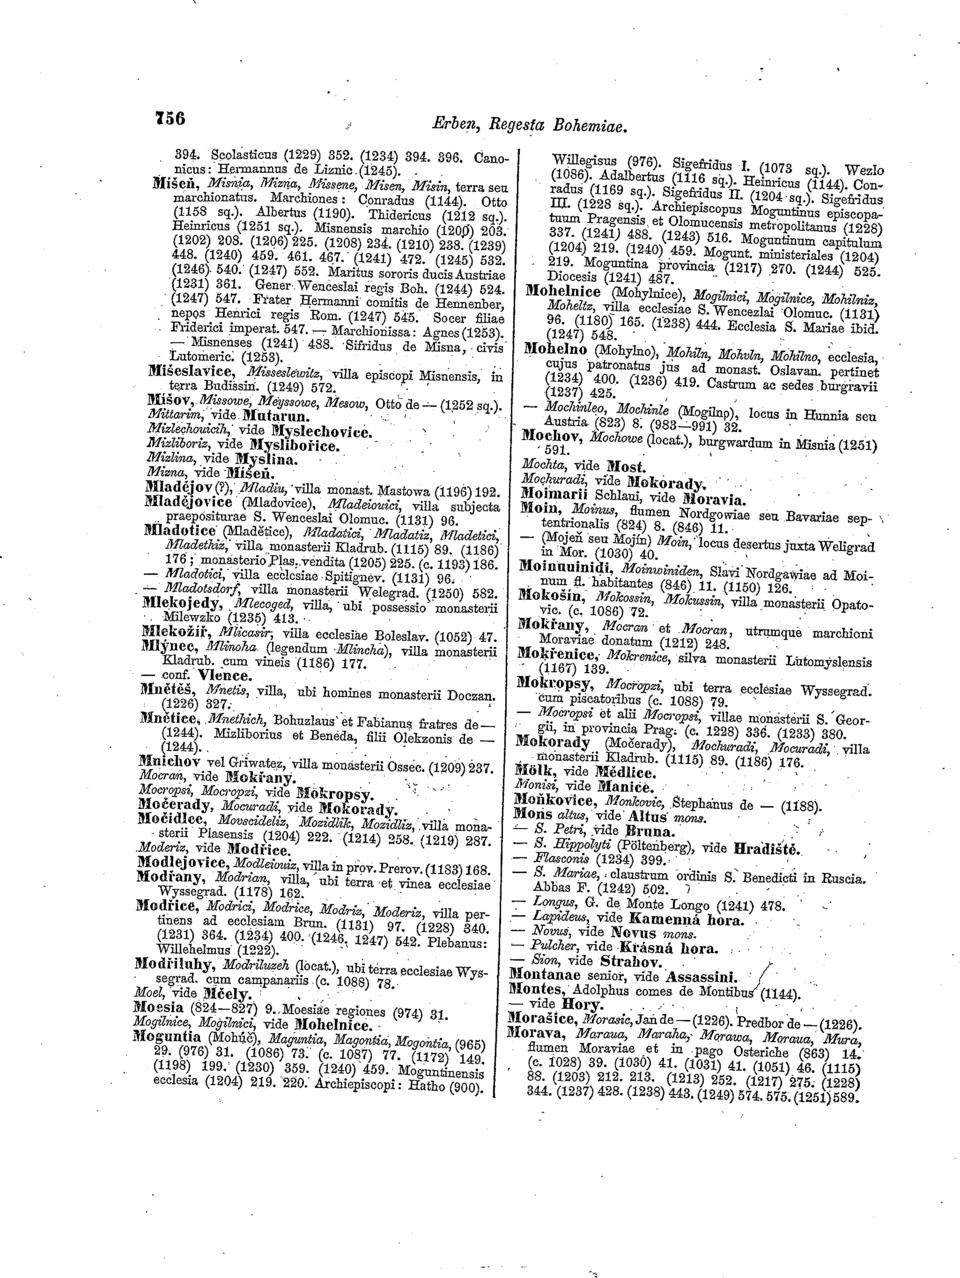 756
Erben, Regesta Bohemiae.
394. Scolasticus (1229) 352. (1234) 394. 396. Cano-
nicus: Hermannus de Liznic (1245).
Míšeň, Misnia, Mizna, Missene, Misen, Misin, terra seu
marchionatus. Marchiones: Conradus (1144). Otto
(1158 sq.). Albertus (1190). Thidericus (1212 sq.).
Heinricus (1251 sq.). Misnensis marchio (1200) 203.
(1202) 208. (1206) 225. (1208) 234. (1210) 238. (1239)
448. (1240) 459. 461. 467. (1241) 472. (1245) 532.
(1246) 540. (1247) 552. Maritus sororis ducis Austriae
(1231) 361. Gener Wenceslai regis Boh. (1244) 524.
(1247) 547. Frater Hermanni comitis de Hennenber,
nepos Henrici regis Rom. (1247) 545. Socer filiae
Friderici imperat. 547. — Marchionissa: Agnes (1253).
— Misnenses (1241) 488. Sifridus de Misna, civis
Lutomeric. (1253).
Mišeslavice, Misseslewitz, villa episcopi Misnensis, in
terra Budissin. (1249) 572.
Míšov, Missowe, Meyssowe, Mesow, Otto de — (1252 sq.).
Mittarim, vide Mutarun.
Mizlechouicih, vide Myslechovice.
Mizliboriz, vide Myslibořice.
Mizlina, vide Myslina.
Mizna, vide Míšeň.
Mladějov (?), Mladiu, villa monast. Mastowa (1196) 192.
Mladějovice (Mladovice), Mladeiouici, villa subjecta
praepositurae S. Wenceslai Olomuc. (1131) 96.
Mladotice (Mladětice), Mladatici, Mladatiz, Mladetici,
Mladethiz, villa monasterii Kladrub. (1115) 89. (1186)
176; monasterio Plas. vendita (1205) 225. (c. 1193) 186.
— Mladotici, villa ecclesiae Spitignev. (1131) 96.
— Mladotsdorf, villa monasterii Welegrad. (1250) 582.
Mlekojedy, Mlecoged, villa, ubi possessio monasterii
Milewzko (1235) 413.
Mlekožiř, Mlicasir, villa ecclesiae Boleslav. (1052) 47.
Mlýnec, Mlinoha (legendum Mlincha), villa monasterii
Kladrub. cum vineis (1186) 177.
— conf. Vlence.
Mnětěš, Mnetis, villa, ubi homines monasterii Doczan.
(1226) 327.
Mnětice, Mnethich, Bohuzlaus et Fabianus fratres de —
(1244). Mizliborius et Beneda, filii Olekzonis de —
(1244).
Mnichov vel Griwatez, villa monasterii Ossec. (1209) 237.
Mocran, vide Mokřany.
Mocropsi, Mocropzi, vide Mokropsy.
Močerady, Mocuradi, vide Mokorady.
Močidlec, Movscideliz, Mozidlik, Mozidliz, villa mona-
sterii Plasensis (1204) 222. (1214) 258. (1219) 287.
Moderiz, vide Modřice.
Modlejovice, Modleiouiz, villa in prov. Prerov. (1183) 168.
Modřany, Modrian, villa, ubi terra et vinea ecclesiae
Wyssegrad. (1178) 162.
Modřice, Modrici, Modrice, Modriz, Moderiz, villa per-
tinens ad ecclesiam Brun. (1131) 97. (1228) 340.
(1231) 364. (1234) 400. (1246. 1247) 542. Plebanus:
Willehelmus (1222).
Modřiluhy, Modriluzeh (locat.), ubi terra ecclesiae Wys-
segrad. cum campanariis (c. 1088) 78.
Moel, vide Mčely.
Moesia (824—827) 9. Moesiae regiones (974) 31.
Mogilnice, Mogilnici, vide Mohelnice.
Moguntia (Mohúč), Maguntia, Magontia, Mogontia, (965)
29. (976) 31. (1086) 73. (c. 1087) 77. (1172) 149.
(1198) 199. (1230) 359. (1240) 459. Moguntinensis
ecclesia (1204) 219. 220. Archiepiscopi: Hatho (900).
Willegisus (976). Sigefridus I. (1073 sq.). Wezlo
(1086). Adalbertus (1116 sq.). Heinricus (1144). Con-
radus (1169 sq.). Sigefridus II. (1204 sq.). Sigefridus
III. (1228 sq.). Archiepiscopus Moguntinus episcopa-
tuum Pragensis et Olomucensis metropolitanus (1228)
337. (1241) 488. (1243) 516. Moguntinum capitulum
(1204) 219. (1240) 459. Mogunt. ministeriales (1204)
219. Moguntina provincia (1217) 270. (1244) 525.
Diocesis (1241) 487.
Mohelnice (Mohylnice), Mogilnici, Mogilnice, Mohilniz,
Moheltz, villa ecclesiae S. Wencezlai Olomuc. (1131)
96. (1180) 165. (1238) 444. Ecclesia S. Mariae ibid.
(1247) 548.
Mohelno (Mohylno), Mohiln, Mohvln, Mohilno, ecclesia,
cujus patronatus jus ad monast. Oslavan. pertinet
(1234) 400. (1236) 419. Castrum ac sedes burgravii
(1237) 425.
— Mochinleo, Mochinle (Mogilno), locus in Hunnia seu
Austria (823) 8. (983—991) 32.
Mochov, Mochowe (locat.), burgwardum in Misnia (1251)
591.
Mochta, vide Most.
Mochuradi, vide Mokorady.
Moimarii Schlaui, vide Moravia.
Moin, Moinus, flumen Nordgowiae seu Bavariae sep-
tentrionalis (824) 8. (846) 11.
— (Mojeň seu Mojín) Moin, locus desertus juxta Weligrad
in Mor. (1030) 40.
Moinuuinidi, Moinwiniden, Slavi Nordgawiae ad Moi-
num fl. habitantes (846) 11. (1150) 126.
Mokošín, Mokossin, Mokussin, villa monasterii Opato-
vic. (c. 1086) 72.
Mokřany, Mocran et Mocran, utrumque marchioni
Moraviae donatum (1212) 248.
Mokřenice, Mokrenice, silva monasterii Lutomyslensis
(1167) 139.
Mokropsy, Mocropzi, ubi terra ecclesiae Wyssegrad.
cum piscatoribus (c. 1088) 79.
— Mocropsi et alii Mocropsi, villae monasterii S. Geor-
gii, in provincia Prag. (c. 1228) 336. (1233) 380.
Mokorady (Močerady), Mochuradi, Mocuradi, villa
monasterii Kladrub. (1115) 89. (1186) 176.
Mölk, vide Médlice.
Monisi, vide Manice.
Moňkovice, Monkovic, Stephanus de — (1188).
Mons altus, vide Altus mons.
— S. Petri, vide Bruna.
— S. Hippolyti (Pöltenberg), vide Hradiště.
— Flasconis (1234) 399.
— S. Mariae, claustrum ordinis S. Benedicti in Ruscia.
Abbas F. (1242) 502.
— Longus, G. de Monte Longo (1241) 478.
— Lapideus, vide Kamenná hora.
— Novus, vide Novus mons.
— Pulcher, vide Krásná hora.
— Sion, vide Strahov.
Montanae senior, vide Assassini.
Montes, Adolphus comes de Montibus (1144).
— vide Hory.
Morašice, Morasic, Jan de — (1226). Predbor de — (1226).
Morava, Maraua, Maraha, Morawa, Moraua, Mura,
flumen Moraviae et in pago Osteriche (863) 14.
(c. 1028) 39. (1030) 41. (1031) 41. (1051) 46. (1115)
88. (1203) 212. 213. (1213) 252. (1217) 275. (1228)
344. (1237) 428. (1238) 443. (1249) 574. 575. (1251) 589.